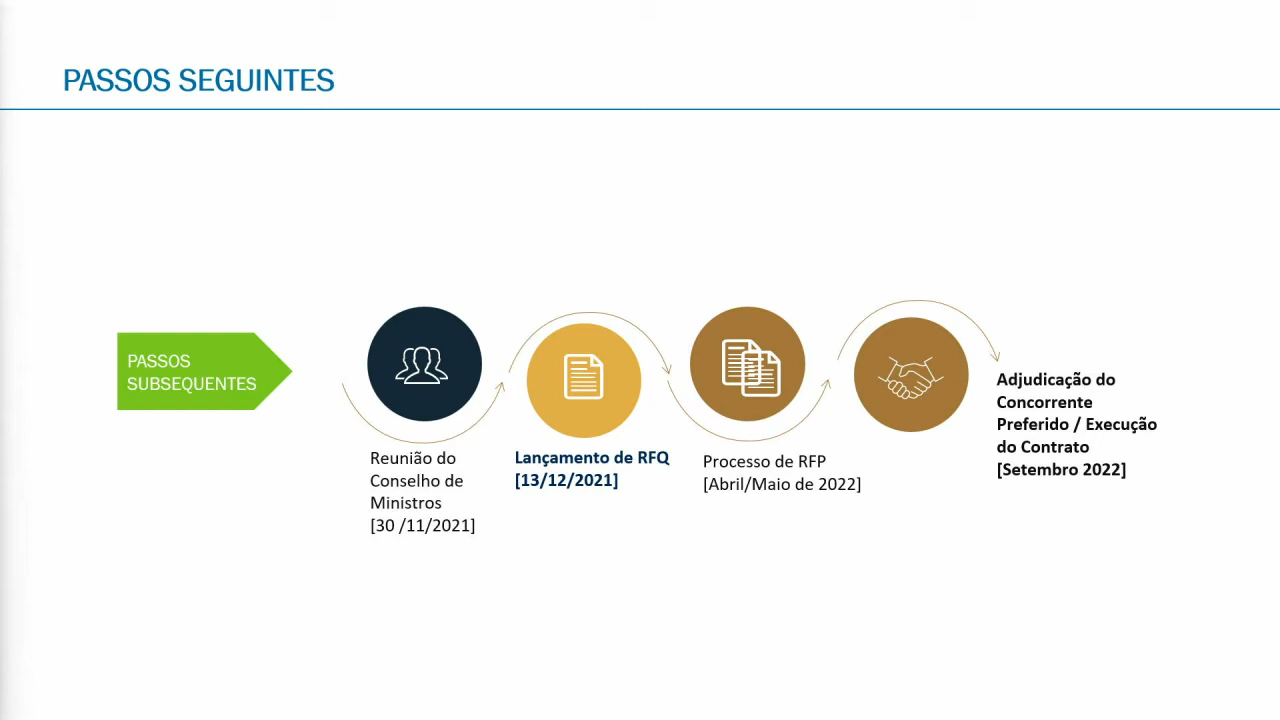 PASSOS SEGUINTES
PASSOS
SUBSEQUENTES
Reunião do
Conselho de
Ministros
[30 /11/2021]
Lançamento de RFQ
[13/12/2021]
Processo de RFP
[Abril/Maio de 2022]
Adjudicação do
Concorrente
Preferido / Execução
do Contrato
[Setembro 2022]